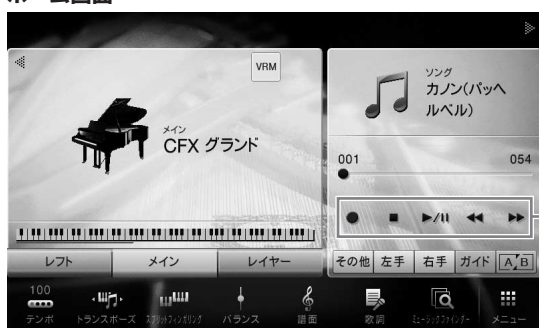 ホーム画面
VRM
メイン
CFX グランド
ソング
カノン(パッヘ
ルベル)
001 054
レフト メイン レイヤー その他 左手 右手 ガイド A B
100
テンポ トランスポーズ スプリットフィンガリング バランス 譜面 歌詞 ミュージックファインダー メニュー